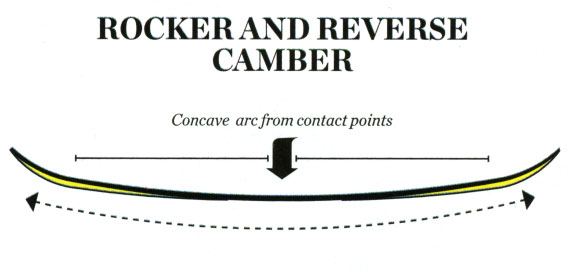 ROCKER AND REVERSE
CAMBER
Concave arc from contact points